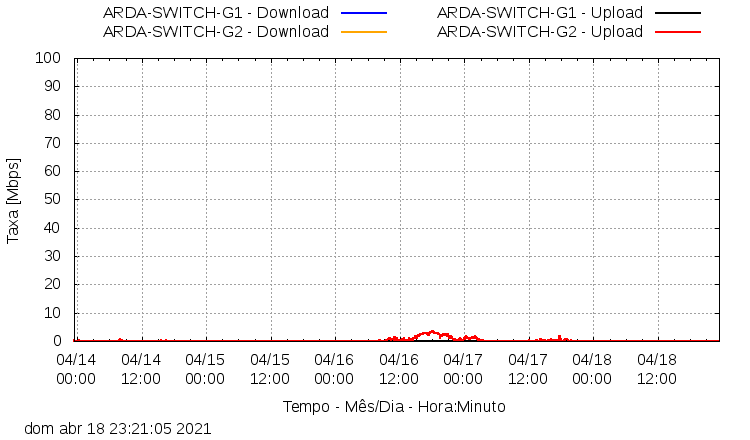 ARDA-SWITCH-G1 - Download
ARDA-SWITCH-G1 - Upload
ARDA-SWITCH-G2 - Download
ARDA-SWITCH-G2 - Upload
100
90
80
70
60
50
40
30
20
10
0
Taxa [Mbps]
04/14 04/14 04/15 04/15 04/16 04/16 04/17 04/17 04/18 04/18
00:00 12:00 00:00 12:00 00:00 12:00 00:00 12:00 00:00 12:00
Tempo - Mês/Dia - Hora:Minuto
dom abr 18 23:21:05 2021